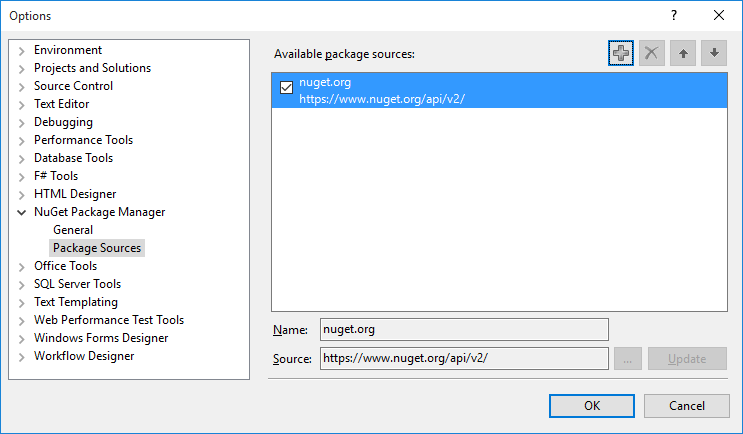 Options
?
Environment
Projects and Solutions
Source Control
Text Editor
Debugging
Performance Tools
Database Tools
F# Tools
HTML Designer
NuGet Package Manager
General
Package Sources
Office Tools
SQL Server Tools
Text Templating
Web Performance Test Tools
Windows Forms Designer
Workflow Designer
Available package sources:
nuget.org
https://www.nuget.org/api/v2/
Name: nuget.org
Source: https://www.nuget.org/api/v2/ ... Update
OK Cancel